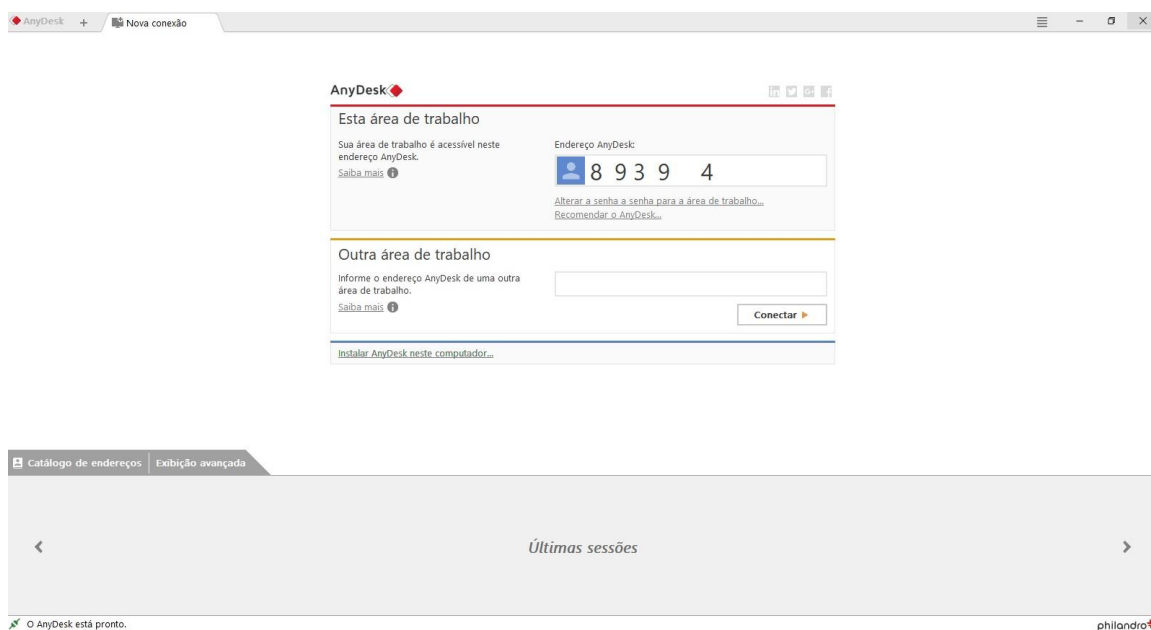 AnyDesk + Nova conexão
AnyDesk
Esta área de trabalho
Sua área de trabalho é acessível neste
endereço AnyDesk.
Saiba mais
Endereço AnyDesk:
8 9 3 9 4
Alterar a senha a senha para a área de trabalho...
Recomendar o AnyDesk...
Outra área de trabalho
Informe o endereço AnyDesk de uma outra
área de trabalho.
Saiba mais
Conectar
Instalar AnyDesk neste computador...
Catálogo de endereços Exibição avançada
Últimas sessões
O AnyDesk está pronto.
philandro